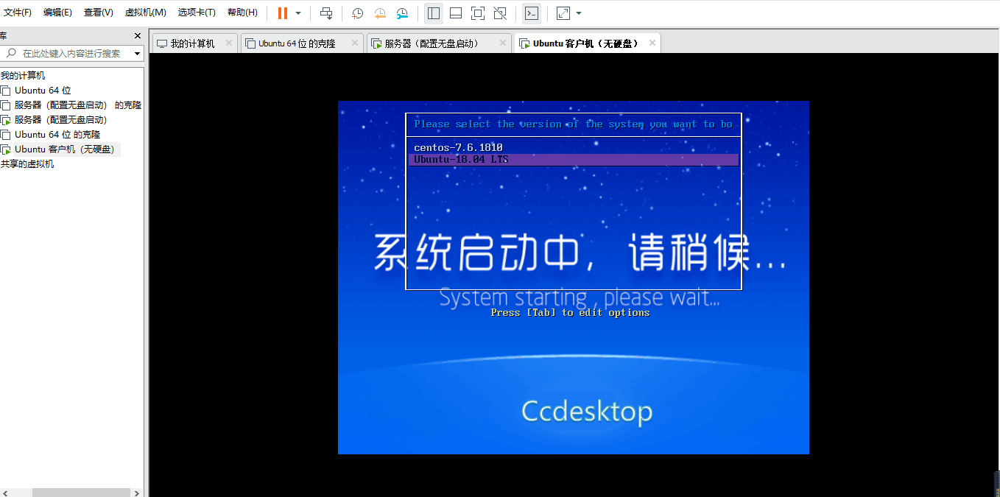 文件(F) 编辑(E) 查看(V) 虚拟机(M) 选项卡(T) 帮助(H)
库
在此处键入内容进行搜索
我的计算机
Ubuntu 64 位
服务器（配置无盘启动） 的克隆
服务器（配置无盘启动）
Ubuntu 64 位 的克隆
Ubuntu 客户机（无硬盘）
共享的虚拟机
我的计算机 Ubuntu 64 位 的克隆 服务器（配置无盘启动） Ubuntu 客户机（无硬盘）
Please select the version of the system you want to bo
centos-7.6.1810
Ubuntu-18.04 LTS
系统启动中，请稍候...
System starting , please wait...
Press [Tab] to edit options
Ccdesktop